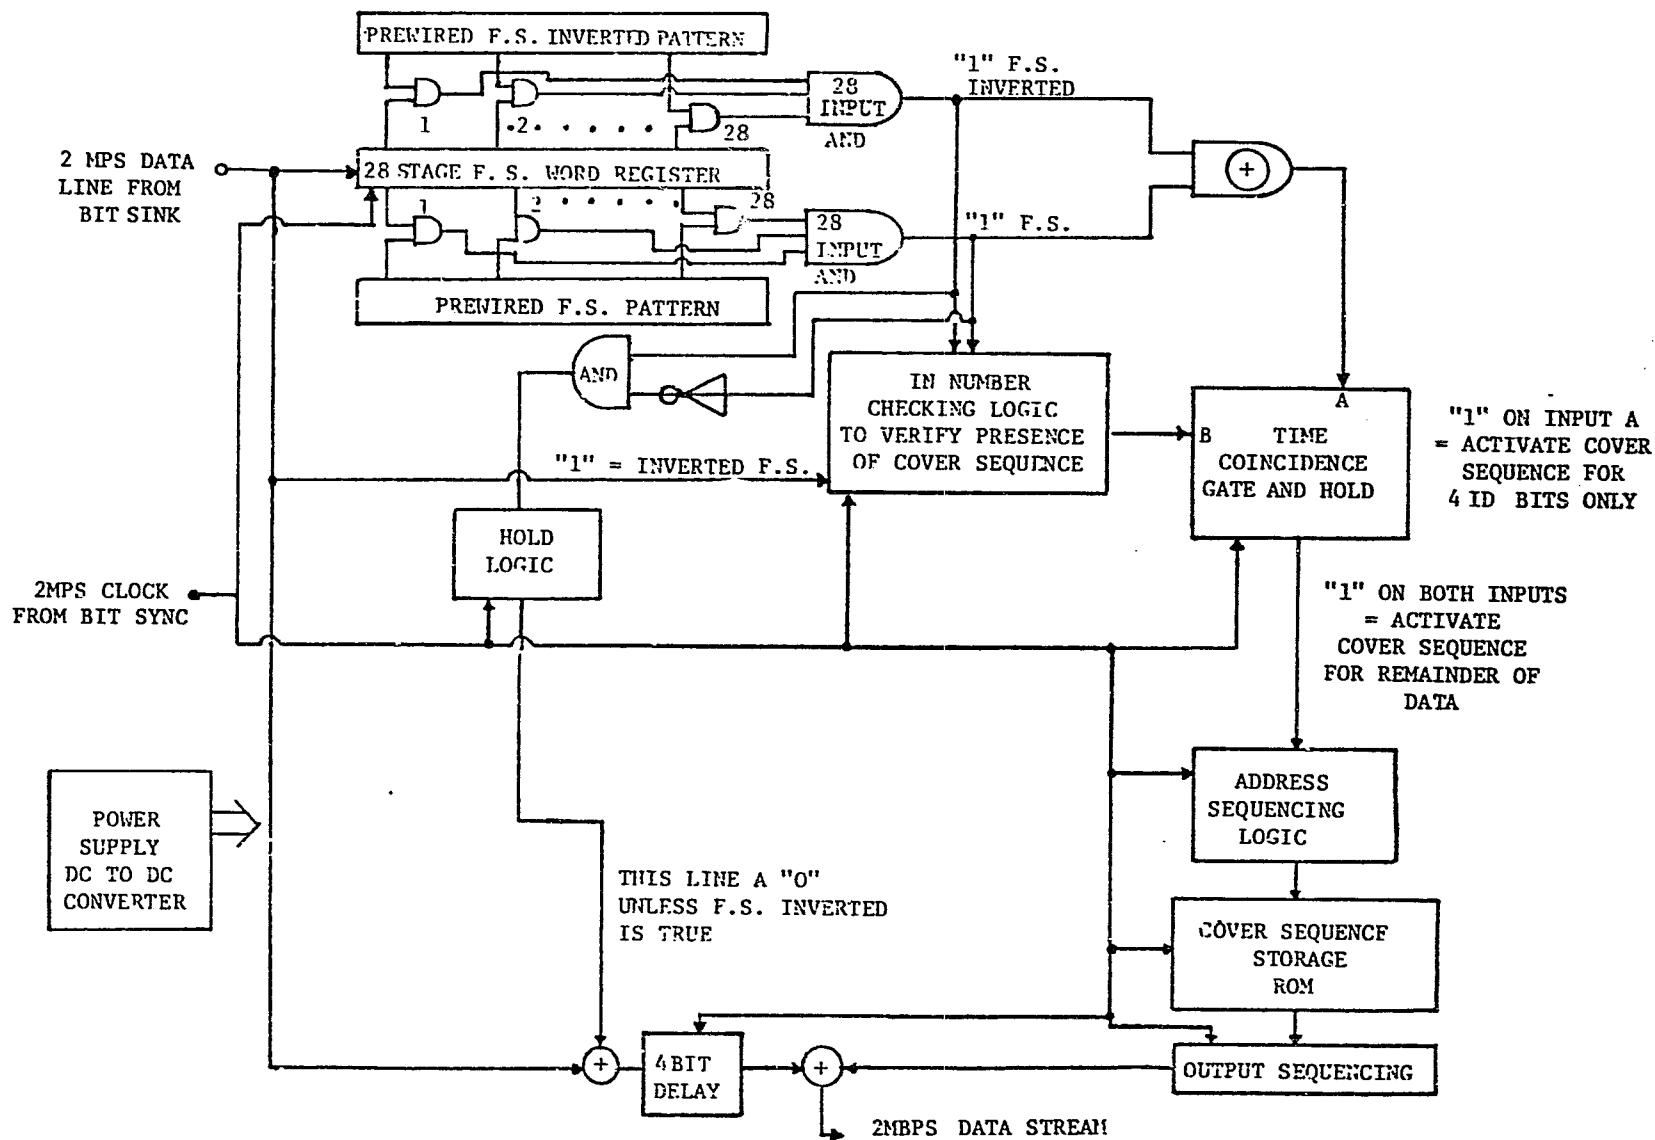 PREWIRED F.S. INVERTED PATTERN
1
2
28
28
INPUT
AND
"1" F.S.
INVERTED
+
2 MPS DATA
LINE FROM
BIT SINK
28 STAGE F.S. WORD REGISTER
1
2
28
28
INPUT
AND
"1" F.S.
PREWIRED F.S. PATTERN
AND
IN NUMBER
CHECKING LOGIC
TO VERIFY PRESENCE
OF COVER SEQUENCE
"1" = INVERTED F.S.
A
B
TIME
COINCIDENCE
GATE AND HOLD
"1" ON INPUT A
= ACTIVATE COVER
SEQUENCE FOR
4 ID BITS ONLY
HOLD
LOGIC
2MPS CLOCK
FROM BIT SYNC
"1" ON BOTH INPUTS
= ACTIVATE
COVER SEQUENCE
FOR REMAINDER OF
DATA
POWER
SUPPLY
DC TO DC
CONVERTER
ADDRESS
SEQUENCING
LOGIC
THIS LINE A "0"
UNLESS F.S. INVERTED
IS TRUE
COVER SEQUENCE
STORAGE
ROM
+
4BIT
DELAY
+
OUTPUT SEQUENCING
2MBPS DATA STREAM